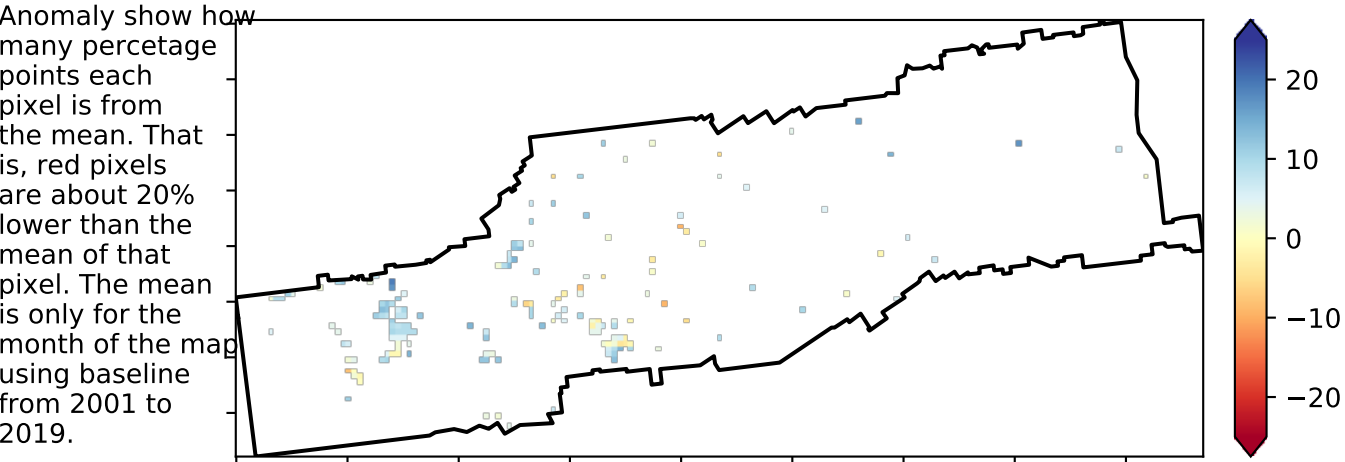 Anomaly show how
many percetage
points each
pixel is from
the mean. That
is, red pixels
are about 20%
lower than the
mean of that
pixel. The mean
is only for the
month of the map
using baseline
from 2001 to
2019.
20
10
0
−10
−20